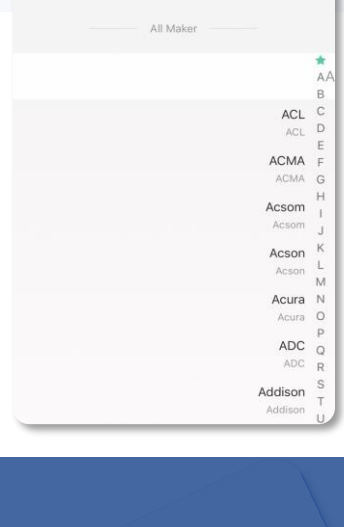 All Maker
A
ACL
ACL
ACMA
ACMA
Acsom
Acsom
Acson
Acson
Acura
Acura
ADC
ADC
Addison
Addison
A
B
C
D
E
F
G
H
I
J
K
L
M
N
O
P
Q
R
S
T
U